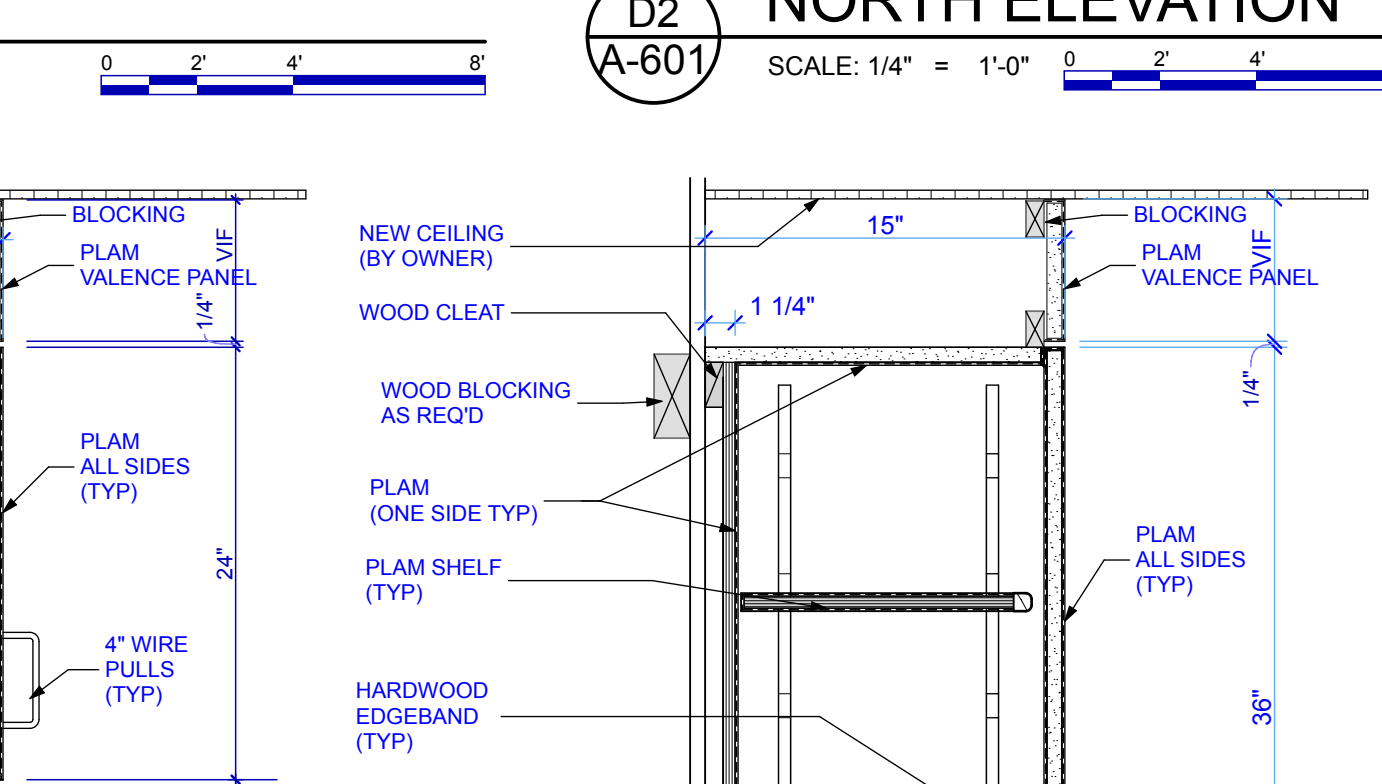 D2
A-601
NORTH ELEVATION
SCALE: 1/4" = 1'-0"
0 2' 4'
0 2' 4' 8'
BLOCKING
PLAM
VALENCE PANEL
VIF
1/4"
PLAM
ALL SIDES
(TYP)
24"
4" WIRE
PULLS
(TYP)
NEW CEILING
(BY OWNER)
WOOD CLEAT
WOOD BLOCKING
AS REQ'D
PLAM
(ONE SIDE TYP)
PLAM SHELF
(TYP)
HARDWOOD
EDGEBAND
(TYP)
15"
1 1/4"
BLOCKING
PLAM
VALENCE PANEL
VIF
1/4"
PLAM
ALL SIDES
(TYP)
36"